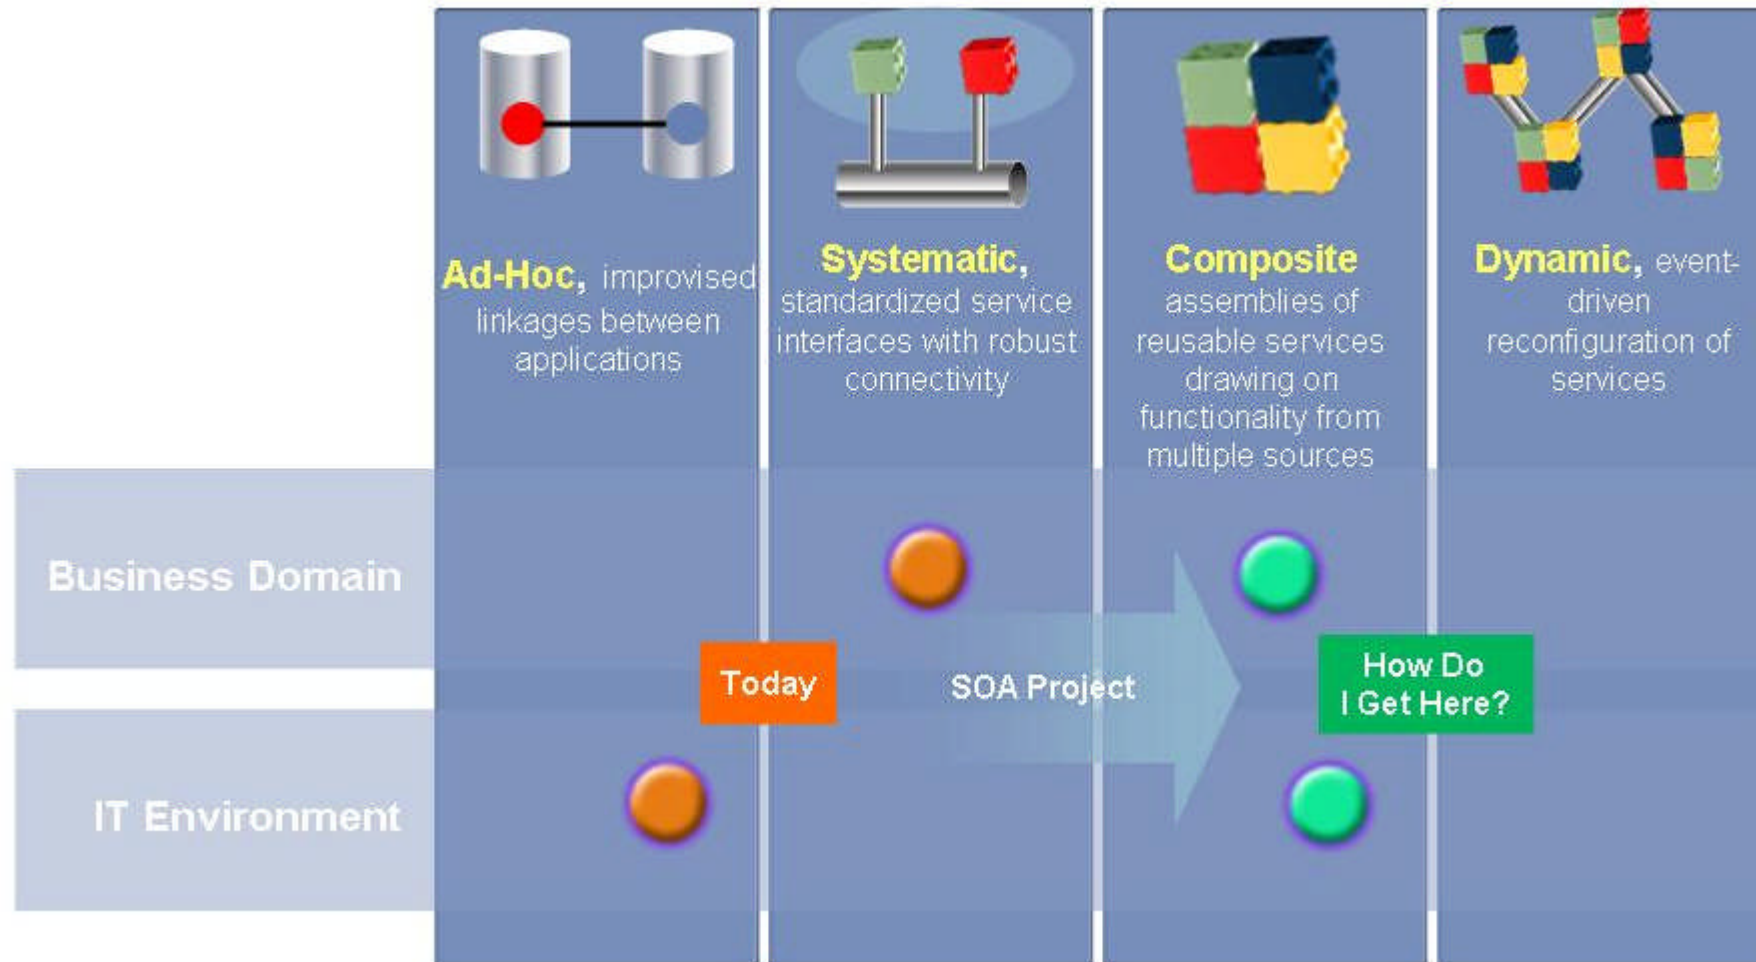 Ad-Hoc, improvised
linkages between
applications
Systematic,
standardized service
interfaces with robust
connectivity
Composite
assemblies of
reusable services
drawing on
functionality from
multiple sources
Dynamic, event-
driven
reconfiguration of
services
Business Domain
Today
SOA Project
How Do
I Get Here?
IT Environment